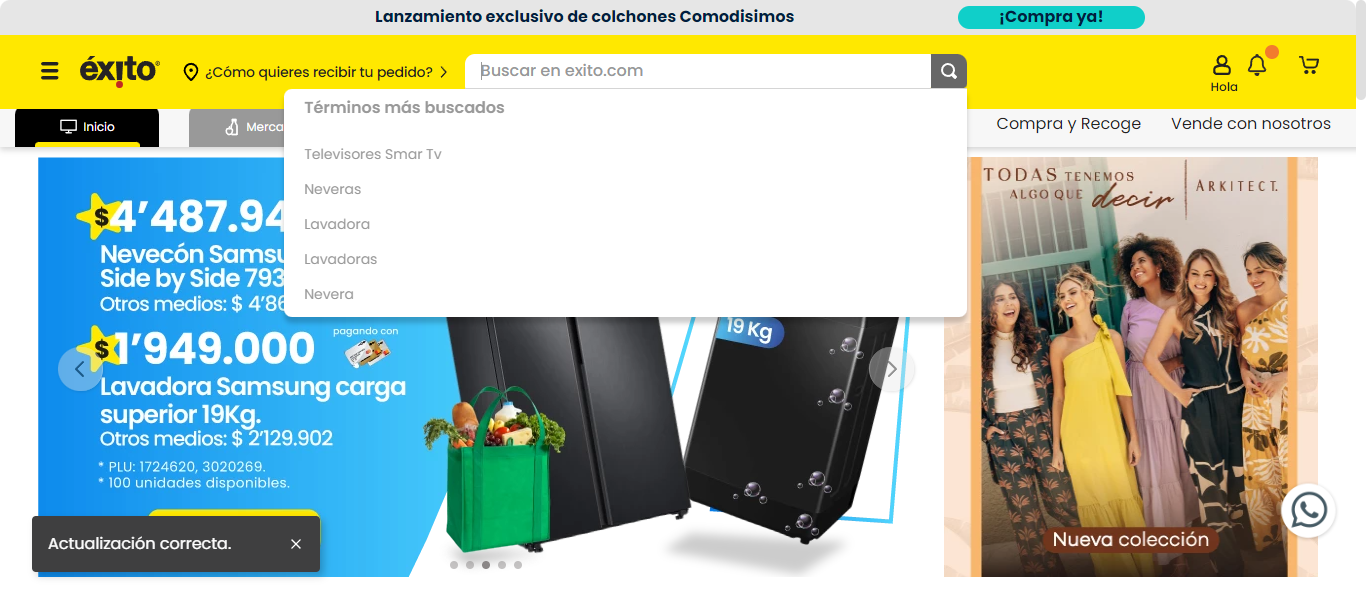 Lanzamiento exclusivo de colchones Comodisimos
¡Compra ya!
éxito
¿Cómo quieres recibir tu pedido?
Buscar en exito.com
Hola
Inicio
Merca
Términos más buscados
Televisores Smar Tv
Neveras
Lavadora
Lavadoras
Nevera
Compra y Recoge
Vende con nosotros
$4’487.94
Nevecón Samsu
Side by Side 793
Otros medios: $ 4’86
$1’949.000
pagando con
Lavadora Samsung carga
superior 19Kg.
Otros medios: $ 2’129.902
* PLU: 1724620, 3020269.
* 100 unidades disponibles.
19 Kg
TODAS TENEMOS
ALGO QUE decir
ARKITECT.
Nueva colección
Actualización correcta.